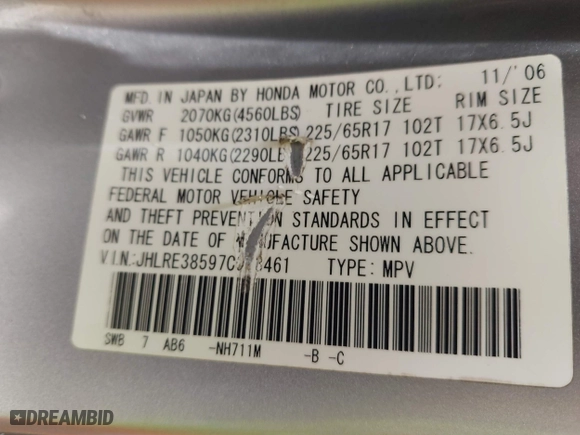 MFD. IN JAPAN BY HONDA MOTOR CO.,LTD: 11/'06
GVWR 2070KG(4560LBS) TIRE SIZE RIM SIZE
GAWR F 1050KG(2310LBS) 225/65R17 102T 17X6.5J
GAWR R 1040KG(2290LB 225/65R17 102T 17X6.5J
THIS VEHICLE CONFORMS TO ALL APPLICABLE
FEDERAL MOTOR VEHICLE SAFETY
AND THEFT PREVENTION STANDARDS IN EFFECT
ON THE DATE OF MANUFACTURE SHOWN ABOVE.
V.I.N.: TYPE: MPV
SWB 7 AB6 -NH711M -B -C
DREAMBID